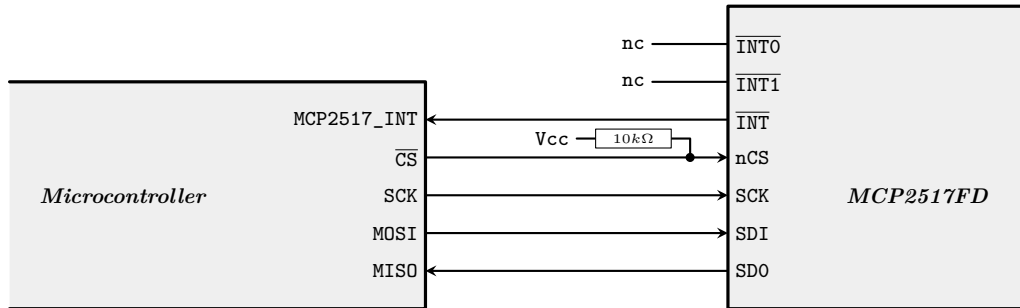 nc INT0
nc INT1
MCP2517_INT INT
Vcc 10kΩ
CS nCS
Microcontroller SCK SCK MCP2517FD
MOSI SDI
MISO SDO